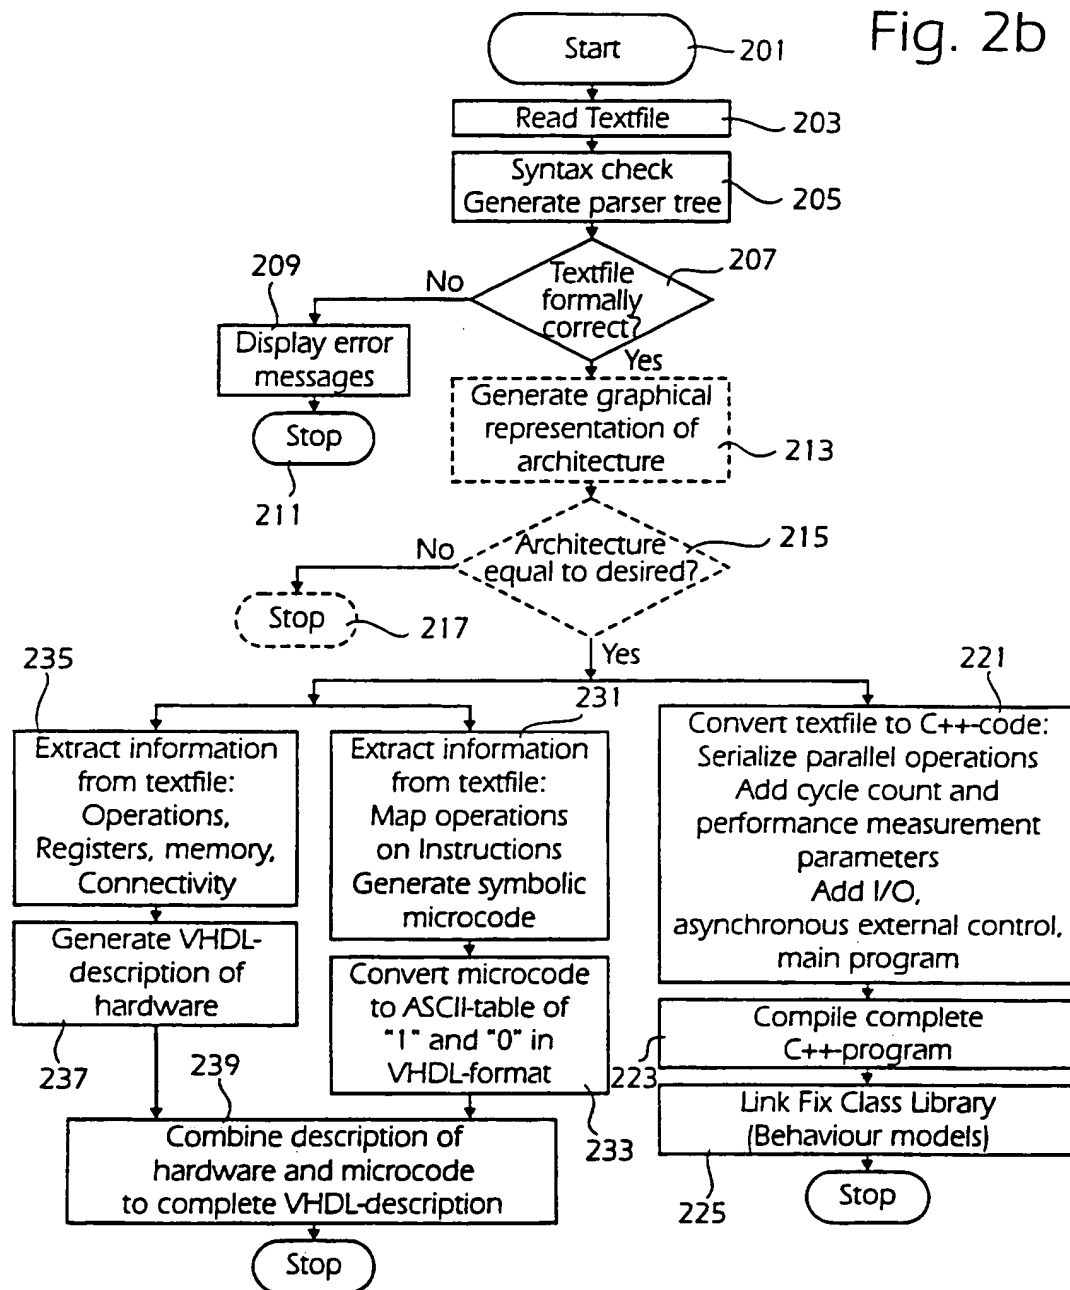 Fig. 2b
Start
201
Read Textfile
203
Syntax check
Generate parser tree
205
207
Textfile
formally
correct?
No
Yes
209
Display error
messages
Stop
211
Generate graphical
representation of
architecture
213
215
Architecture
equal to desired?
No
Stop
217
Yes
235
Extract information
from textfile:
Operations,
Registers, memory,
Connectivity
231
Extract information
from textfile:
Map operations
on Instructions
Generate symbolic
microcode
221
Convert textfile to C++-code:
Serialize parallel operations
Add cycle count and
performance measurement
parameters
Add I/O,
asynchronous external control,
main program
Generate VHDL-
description of
hardware
237
Convert microcode
to ASCII-table of
"1" and "0" in
VHDL-format
233
Compile complete
C++-program
223
Link Fix Class Library
(Behaviour models)
225
Stop
239
Combine description of
hardware and microcode
to complete VHDL-description
Stop